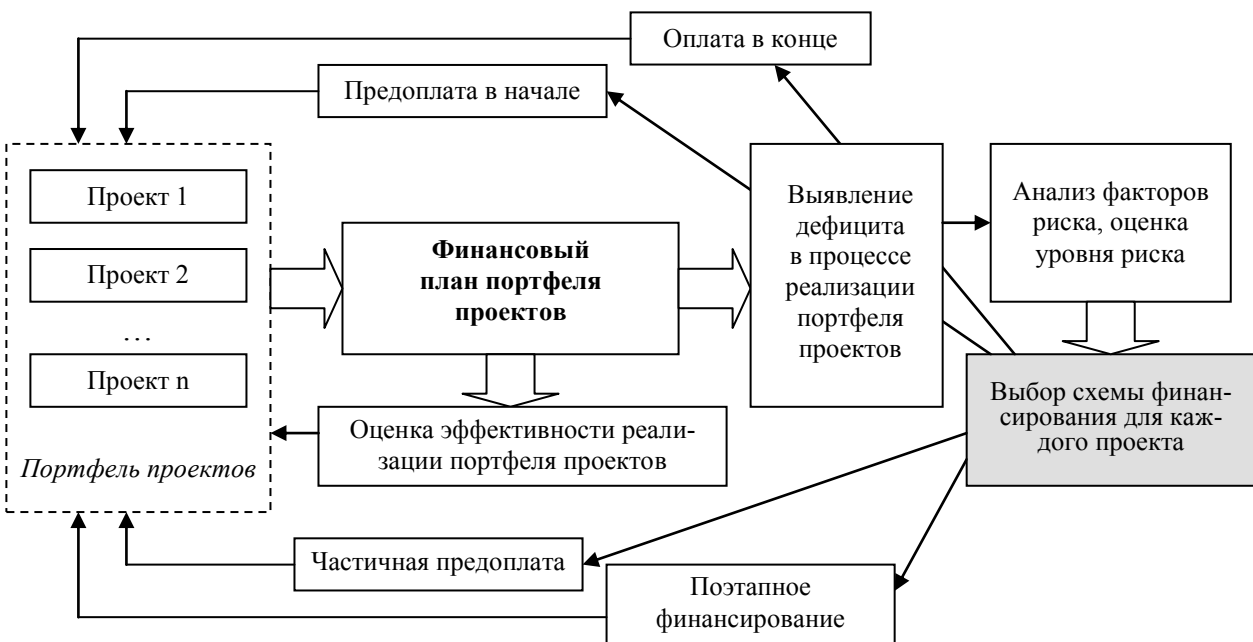 Оплата в конце
Предоплата в начале
Проект 1
Проект 2
…
Проект n
Портфель проектов
Финансовый
план портфеля
проектов
Оценка эффективности реали-
зации портфеля проектов
Выявление
дефицита
в процессе
реализации
портфеля
проектов
Анализ факторов
риска, оценка
уровня риска
Выбор схемы финан-
сирования для каж-
дого проекта
Частичная предоплата
Поэтапное
финансирование